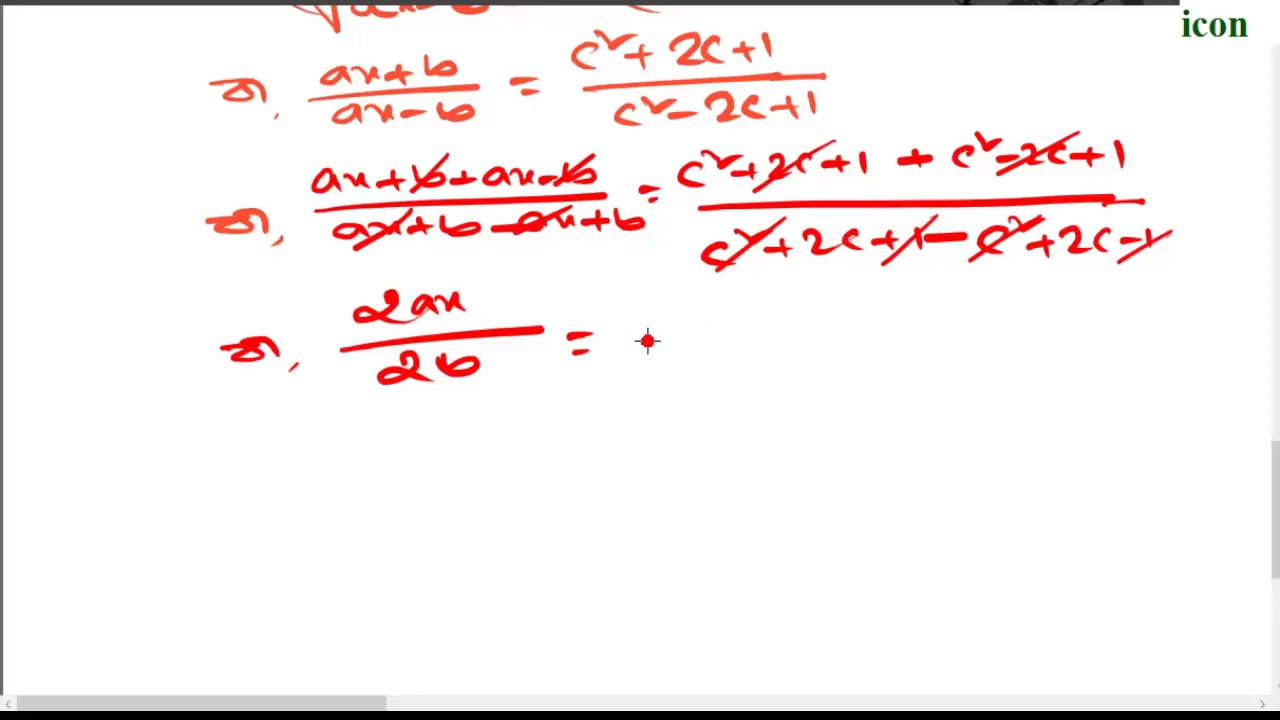 icon
বা, (ax+b)/(ax-b) = (c²+2c+1)/(c²-2c+1)
বা, (ax+b+ax-b)/(ax+b-ax+b) = (c²+2c+1+c²-2c+1)/(c²+2c+1-c²+2c-1)
বা, 2ax/2b =